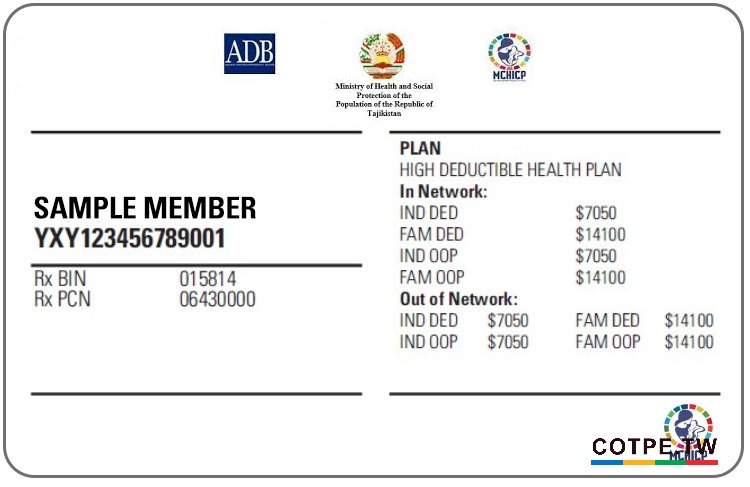 ADB
MCHICP
Ministry of Health and Social
Protection of the
Population of the Republic of
Tajikistan
SAMPLE MEMBER
YXY123456789001
Rx BIN 015814
Rx PCN 06430000
PLAN
HIGH DEDUCTIBLE HEALTH PLAN
In Network:
IND DED $7050
FAM DED $14100
IND OOP $7050
FAM OOP $14100
Out of Network:
IND DED $7050 FAM DED $14100
IND OOP $7050 FAM OOP $14100
COTPE.TW
MCHICP